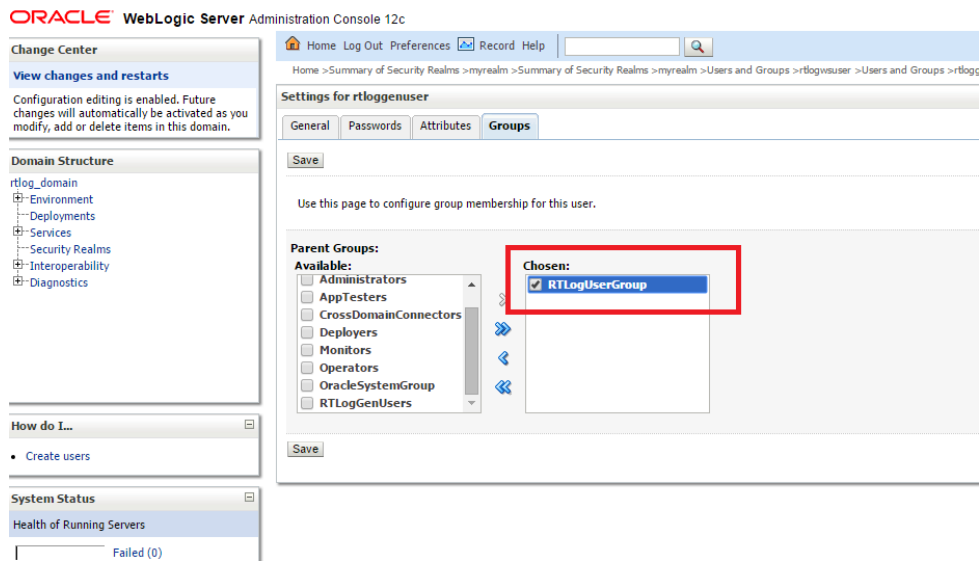 ORACLE WebLogic Server Administration Console 12c
Change Center
View changes and restarts
Configuration editing is enabled. Future
changes will automatically be activated as you
modify, add or delete items in this domain.
Domain Structure
rtlog_domain
Environment
Deployments
Services
Security Realms
Interoperability
Diagnostics
How do I...
Create users
System Status
Health of Running Servers
Failed (0)
Home Log Out Preferences Record Help
Home >Summary of Security Realms >myrealm >Summary of Security Realms >myrealm >Users and Groups >rtlogwsuser >Users and Groups >rtlogg
Settings for rtloggenuser
General Passwords Attributes Groups
Save
Use this page to configure group membership for this user.
Parent Groups:
Available:
Administrators
AppTesters
CrossDomainConnectors
Deployers
Monitors
Operators
OracleSystemGroup
RTLogGenUsers
Chosen:
RTLogUserGroup
Save